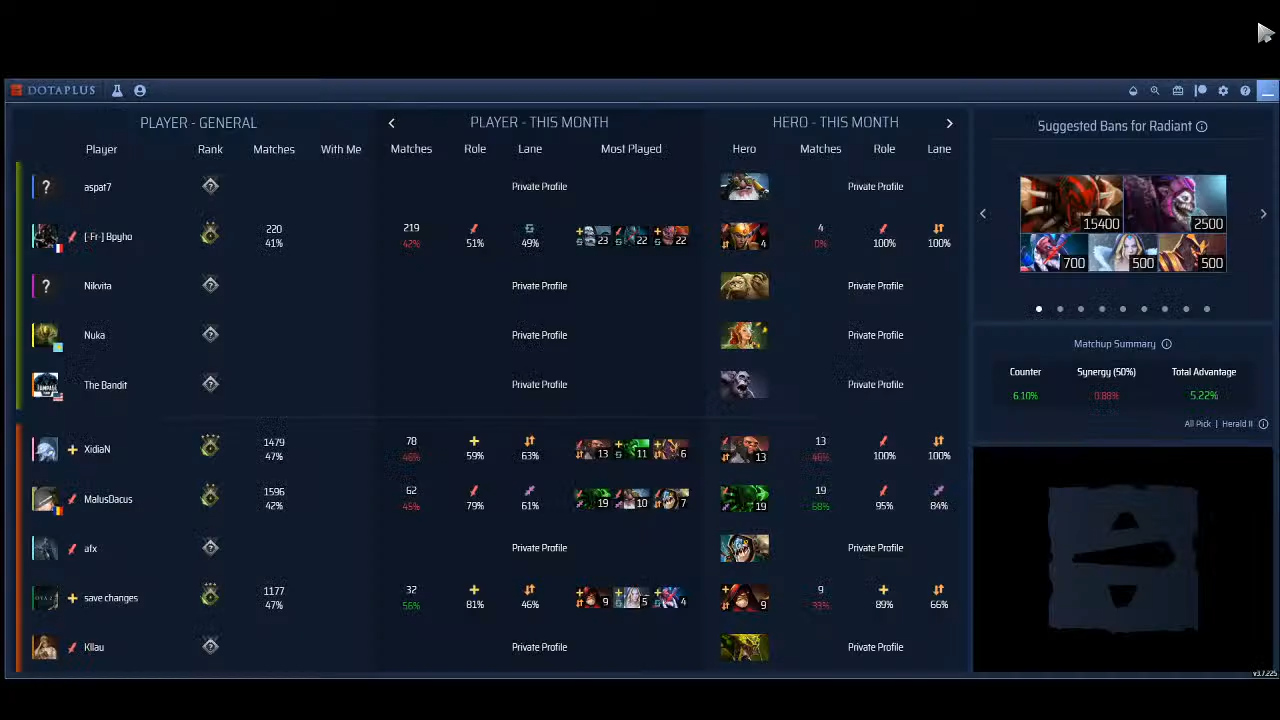 DOTAPLUS
PLAYER - GENERAL
PLAYER - THIS MONTH
HERO - THIS MONTH
Player Rank Matches With Me Matches Role Lane Most Played Hero Matches Role Lane
aspat7 Private Profile Private Profile
[-Fr-] Bpyho 220 219 23 22 22 4 4
41% 42% 51% 49% 0% 100% 100%
Nikvita Private Profile Private Profile
Nuka Private Profile Private Profile
The Bandit Private Profile Private Profile
XidiaN 1479 78 13 11 6 13 13
47% 46% 59% 63% 46% 100% 100%
MalusDacus 1596 62 19 10 7 19 19
42% 45% 79% 61% 68% 95% 84%
afx Private Profile Private Profile
save changes 1177 32 9 5 4 9 9
47% 56% 81% 46% 33% 89% 66%
Kllau Private Profile Private Profile
Suggested Bans for Radiant
15400 2500
700 500 500
Matchup Summary
Counter Synergy (50%) Total Advantage
6.10% 0.88% 5.22%
All Pick | Herald II
v3.7.225